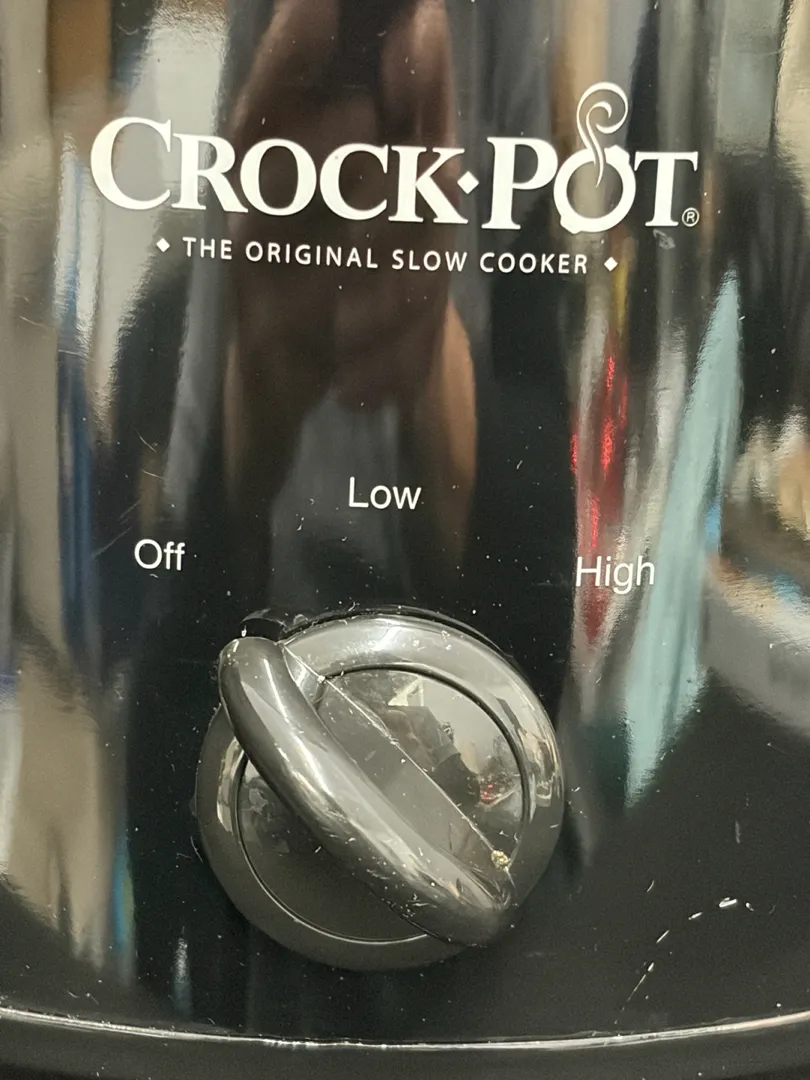 CROCK·POT®
◆ THE ORIGINAL SLOW COOKER ◆
Low
Off High